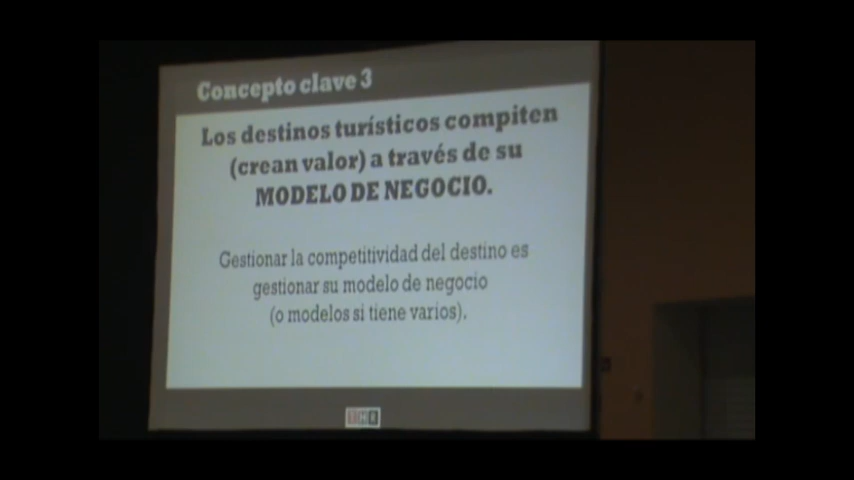 Concepto clave 3
Los destinos turísticos compiten
(crean valor) a través de su
MODELO DE NEGOCIO.
Gestionar la competitividad del destino es
gestionar su modelo de negocio
(o modelos si tiene varios).